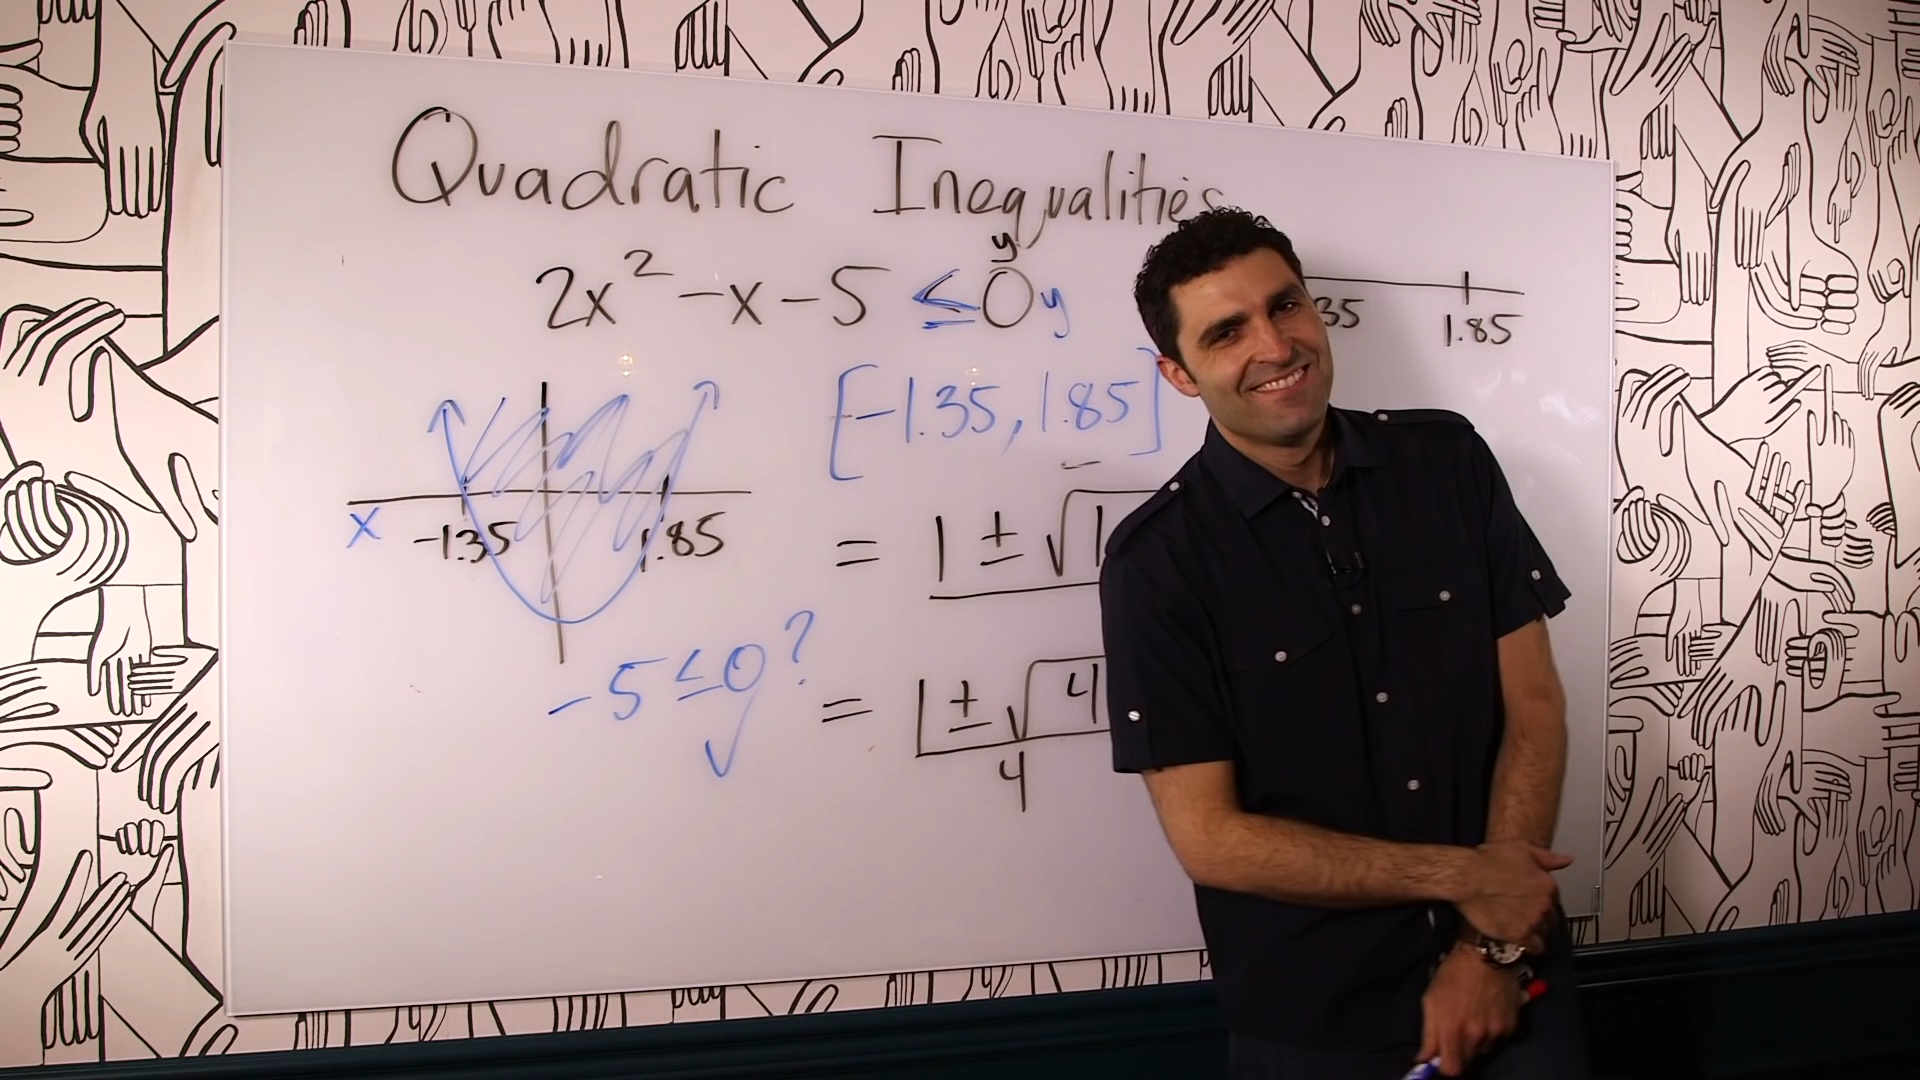 Quadratic Inequalities
y
2x² - x - 5 ≤ 0 y
35 1.85
[-1.35, 1.85]
x -1.35 1.85
= 1 ± √1
-5 ≤ 0 ?
= 1 ± √4
4